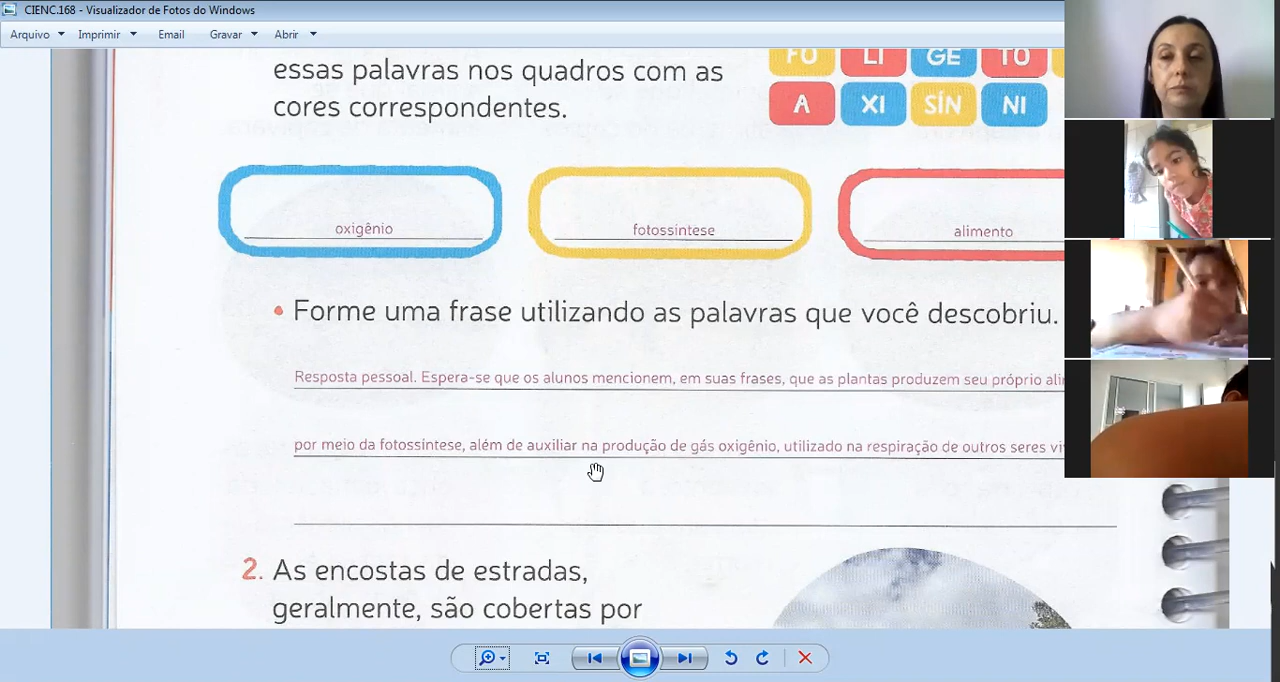 CIENC.168 - Visualizador de Fotos do Windows
Arquivo Imprimir Email Gravar Abrir
essas palavras nos quadros com as
cores correspondentes.
FO LI GE TO
A XI SÍN NI
oxigênio fotossíntese alimento
• Forme uma frase utilizando as palavras que você descobriu.
Resposta pessoal. Espera-se que os alunos mencionem, em suas frases, que as plantas produzem seu próprio
por meio da fotossíntese, além de auxiliar na produção de gás oxigênio, utilizado na respiração de outros seres
2. As encostas de estradas,
geralmente, são cobertas por